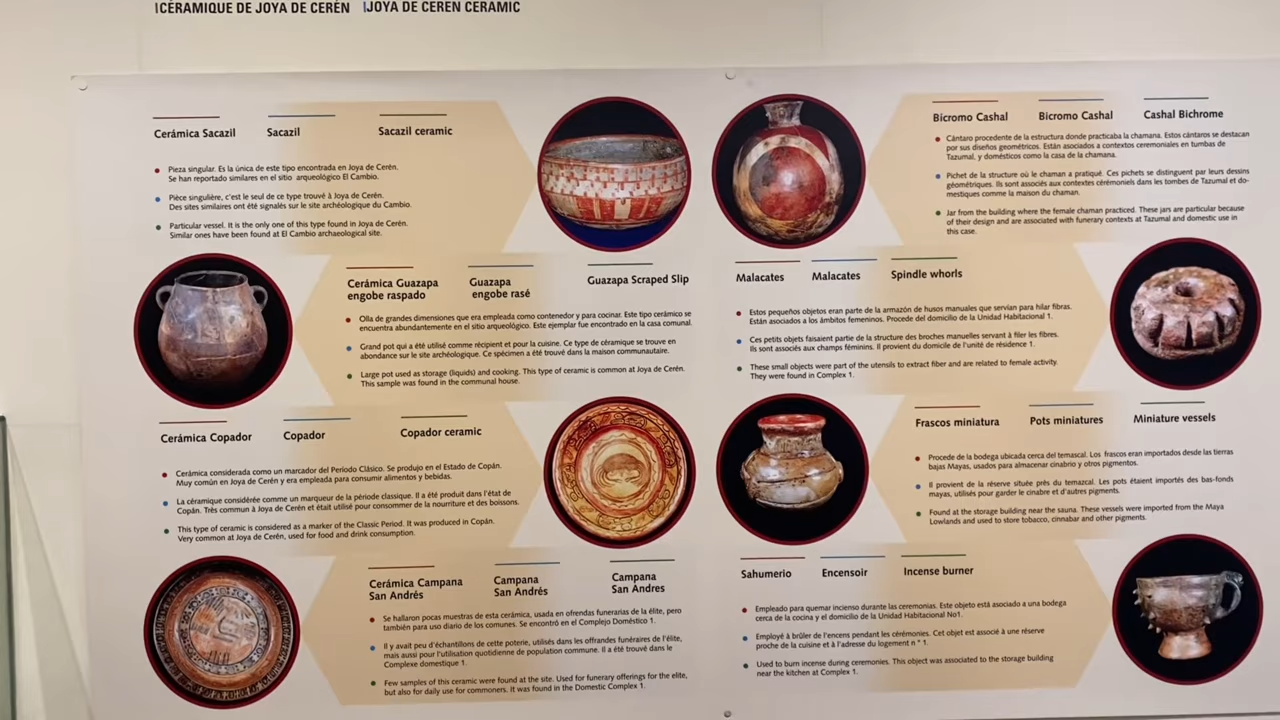 CÉRAMIQUE DE JOYA DE CERÉN JOYA DE CEREN CERAMIC
Cerámica Sacazil Sacazil Sacazil ceramic
Pieza singular. Es la única de este tipo encontrada en Joya de Cerén.
Se han reportado similares en el sitio arqueológico El Cambio.
Pièce singulière, c'est le seul de ce type trouvé à Joya de Cerén.
Des sites similaires ont été signalés sur le site archéologique du Cambio.
Particular vessel. It is the only one of this type found in Joya de Cerén.
Similar ones have been found at El Cambio archaeological site.
Cerámica Guazapa Guazapa Guazapa Scraped Slip
engobe raspado engobe rasé
Olla de grandes dimensiones que era empleada como contenedor y para cocinar. Este tipo cerámico se
encuentra abundantemente en el sitio arqueológico. Este ejemplar fue encontrado en la casa comunal.
Grand pot qui a été utilisé comme récipient et pour la cuisine. Ce type de céramique se trouve en
abondance sur le site archéologique. Ce spécimen a été trouvé dans la maison communautaire.
Large pot used as storage (liquids) and cooking. This type of ceramic is common at Joya de Cerén.
This sample was found in the communal house.
Cerámica Copador Copador Copador ceramic
Cerámica considerada como un marcador del Período Clásico. Se produjo en el Estado de Copán.
Muy común en Joya de Cerén y era empleada para consumir alimentos y bebidas.
La céramique considérée comme un marqueur de la période classique. Il a été produit dans l'état de
Copán. Très commun à Joya de Cerén et était utilisé pour consommer de la nourriture et des boissons.
This type of ceramic is considered as a marker of the Classic Period. It was produced in Copán.
Very common at Joya de Cerén, used for food and drink consumption.
Cerámica Campana Campana Campana
San Andrés San Andrés San Andres
Se hallaron pocas muestras de esta cerámica, usada en ofrendas funerarias de la élite, pero
también para uso diario de los comunes. Se encontró en el Complejo Doméstico 1.
Il y avait peu d'échantillons de cette poterie, utilisés dans les offrandes funéraires de l'élite,
mais aussi pour l'utilisation quotidienne de population commune. Il a été trouvé dans le
Complexe domestique 1.
Few samples of this ceramic were found at the site. Used for funerary offerings for the elite,
but also for daily use for commoners. It was found in the Domestic Complex 1.
Bicromo Cashal Bicromo Cashal Cashal Bichrome
Cántaro procedente de la estructura donde practicaba la chamana. Estos cántaros se destacan
por sus diseños geométricos. Están asociados a contextos ceremoniales en tumbas de
Tazumal, y domésticos como la casa de la chamana.
Pichet de la structure où le chaman a pratiqué. Ces pichets se distinguent par leurs dessins
géométriques. Ils sont associés aux contextes cérémoniels dans les tombes de Tazumal et do-
mestiques comme la maison du chaman.
Jar from the building where the female chaman practiced. These jars are particular because
of their design and are associated with funerary contexts at Tazumal and domestic use in
this case.
Malacates Malacates Spindle whorls
Estos pequeños objetos eran parte de la armazón de husos manuales que servían para hilar fibras.
Están asociados a los ámbitos femeninos. Procede del domicilio de la Unidad Habitacional 1.
Ces petits objets faisaient partie de la structure des broches manuelles servant à filer les fibres.
Ils sont associés aux champs féminins. Il provient du domicile de l'unité de résidence 1.
These small objects were part of the utensils to extract fiber and are related to female activity.
They were found in Complex 1.
Frascos miniatura Pots miniatures Miniature vessels
Procede de la bodega ubicada cerca del temascal. Los frascos eran importados desde las tierras
bajas Mayas, usados para almacenar cinabrio y otros pigmentos.
Il provient de la réserve située près du temazcal. Les pots étaient importés des bas-fonds
mayas, utilisés pour garder le cinabre et d'autres pigments.
Found at the storage building near the sauna. These vessels were imported from the Maya
Lowlands and used to store tobacco, cinnabar and other pigments.
Sahumerio Encensoir Incense burner
Empleado para quemar incienso durante las ceremonias. Este objeto está asociado a una bodega
cerca de la cocina y el domicilio de la Unidad Habitacional No1.
Employé à brûler de l'encens pendant les cérémonies. Cet objet est associé à une réserve
proche de la cuisine et à l'adresse du logement n ° 1.
Used to burn incense during ceremonies. This object was associated to the storage building
near the kitchen at Complex 1.